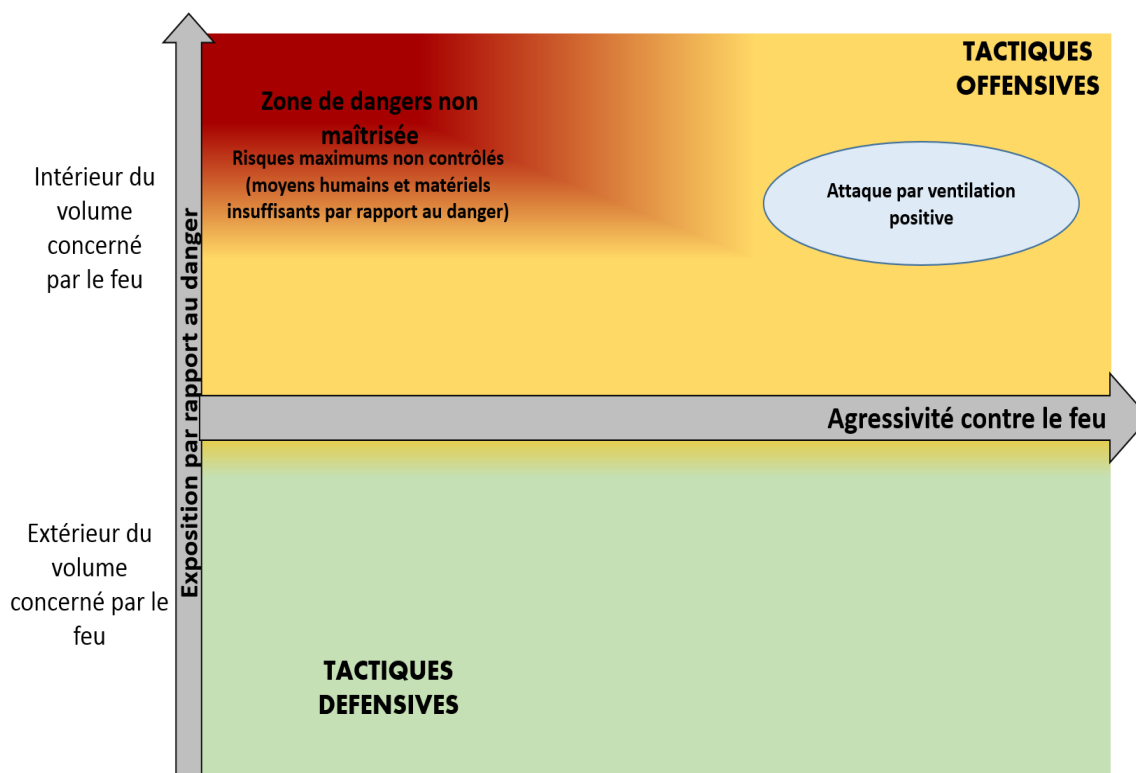 TACTIQUES
OFFENSIVES
Zone de dangers non
maîtrisée
Risques maximums non contrôlés
(moyens humains et matériels
insuffisants par rapport au danger)
Attaque par ventilation
positive
Intérieur du
volume
concerné
par le feu
Exposition par rapport au danger
Agressivité contre le feu
Extérieur du
volume
concerné par le
feu
TACTIQUES
DEFENSIVES